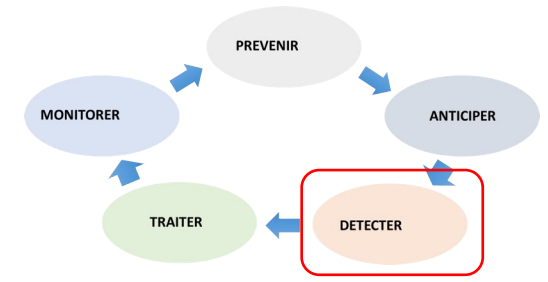 PREVENIR
ANTICIPER
DETECTER
TRAITER
MONITORER